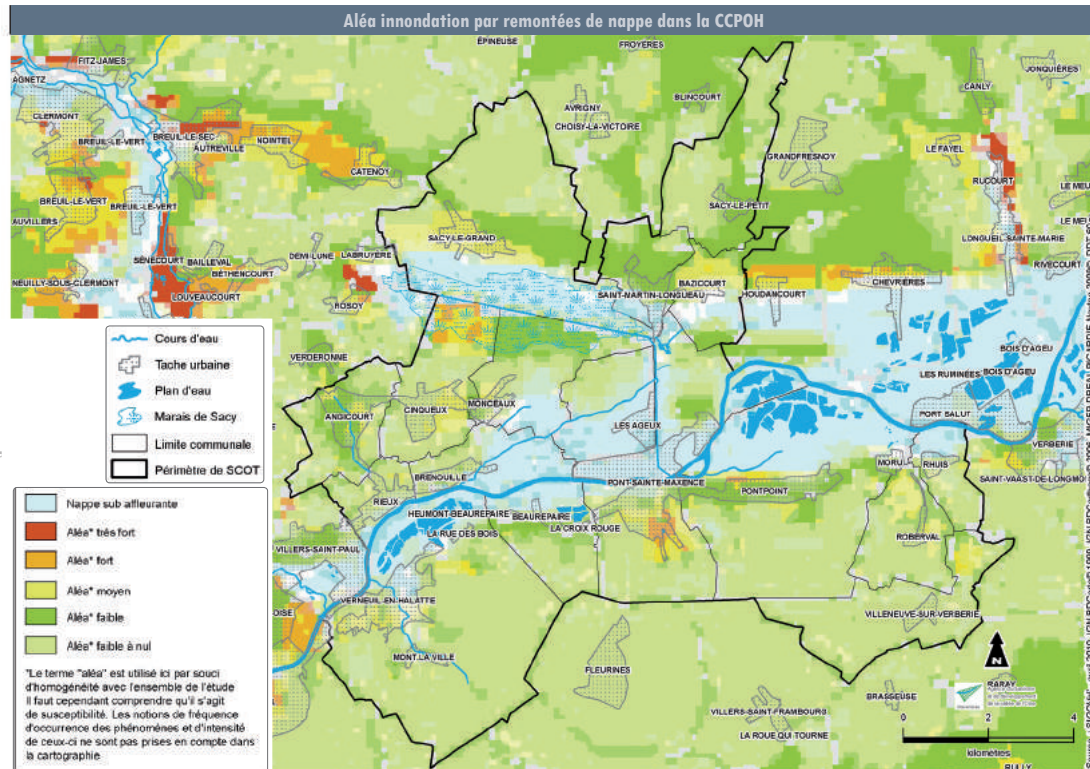 Aléa innondation par remontées de nappe dans la CCPOH
ÉPINEUSE
FROYÈRES
FITZ-JAMES
AGNETZ
CLERMONT
BREUIL-LE-VERT
BREUIL-LE-SEC
AUTREVILLE
NOINTEL
CATENOY
AVRIGNY
CHOISY-LA-VICTOIRE
BLINCOURT
GRANDFRESNOY
CANLY
JONQUIÈRES
LE FAYEL
RUCOURT
LE MEU
LE MEU
BREUIL-LE-VERT
BREUIL-LE-VERT
AUVILLERS
SACY-LE-PETIT
SACY-LE-GRAND
LONGUEIL-SAINTE-MARIE
RIVECOURT
SÉNÉCOURT
BAILLEVAL
BÉTHENCOURT
DEMI-LUNE
LABRUYÈRE
NEUILLY-SOUS-CLERMONT
LOUVEAUCOURT
ROSOY
SAINT-MARTIN-LONGUEAU
BAZICOURT
HOUDANCOURT
CHEVRIÈRES
VERDERONNE
BOIS D'AGEU
LES RUMINÉES
BOIS D'AGEU
ANGICOURT
CINQUEUX
MONCEAUX
LES AGEUX
PORT SALUT
VERBERIE
BRENOUILLE
PONT-SAINTE-MAXENCE
PONTPOINT
MORU
RHUIS
SAINT-VAAST-DE-LONGMO
RIEUX
HEUMONT-BEAUREPAIRE
BEAUREPAIRE
LA RUE DES BOIS
LA CROIX ROUGE
ROBERVAL
VILLERS-SAINT-PAUL
OISE
VERNEUIL-EN-HALATTE
VILLENEUVE-SUR-VERBERIE
MONT-LA-VILLE
FLEURINES
BRASSEUSE
RARAY
VILLERS-SAINT-FRAMBOURG
LA ROUE QUI TOURNE
RULLY
Cours d'eau
Tache urbaine
Plan d'eau
Marais de Sacy
Limite communale
Périmètre de SCOT
Nappe sub affleurante
Aléa* très fort
Aléa* fort
Aléa* moyen
Aléa* faible
Aléa* faible à nul
*Le terme "aléa" est utilisé ici par souci
d'homogénéité avec l'ensemble de l'étude
Il faut cependant comprendre qu'il s'agit
de susceptibilité. Les notions de fréquence
d'occurrence des phénomènes et d'intensité
de ceux-ci ne sont pas prises en compte dans
la cartographie
N
0 2 4
kilomètres